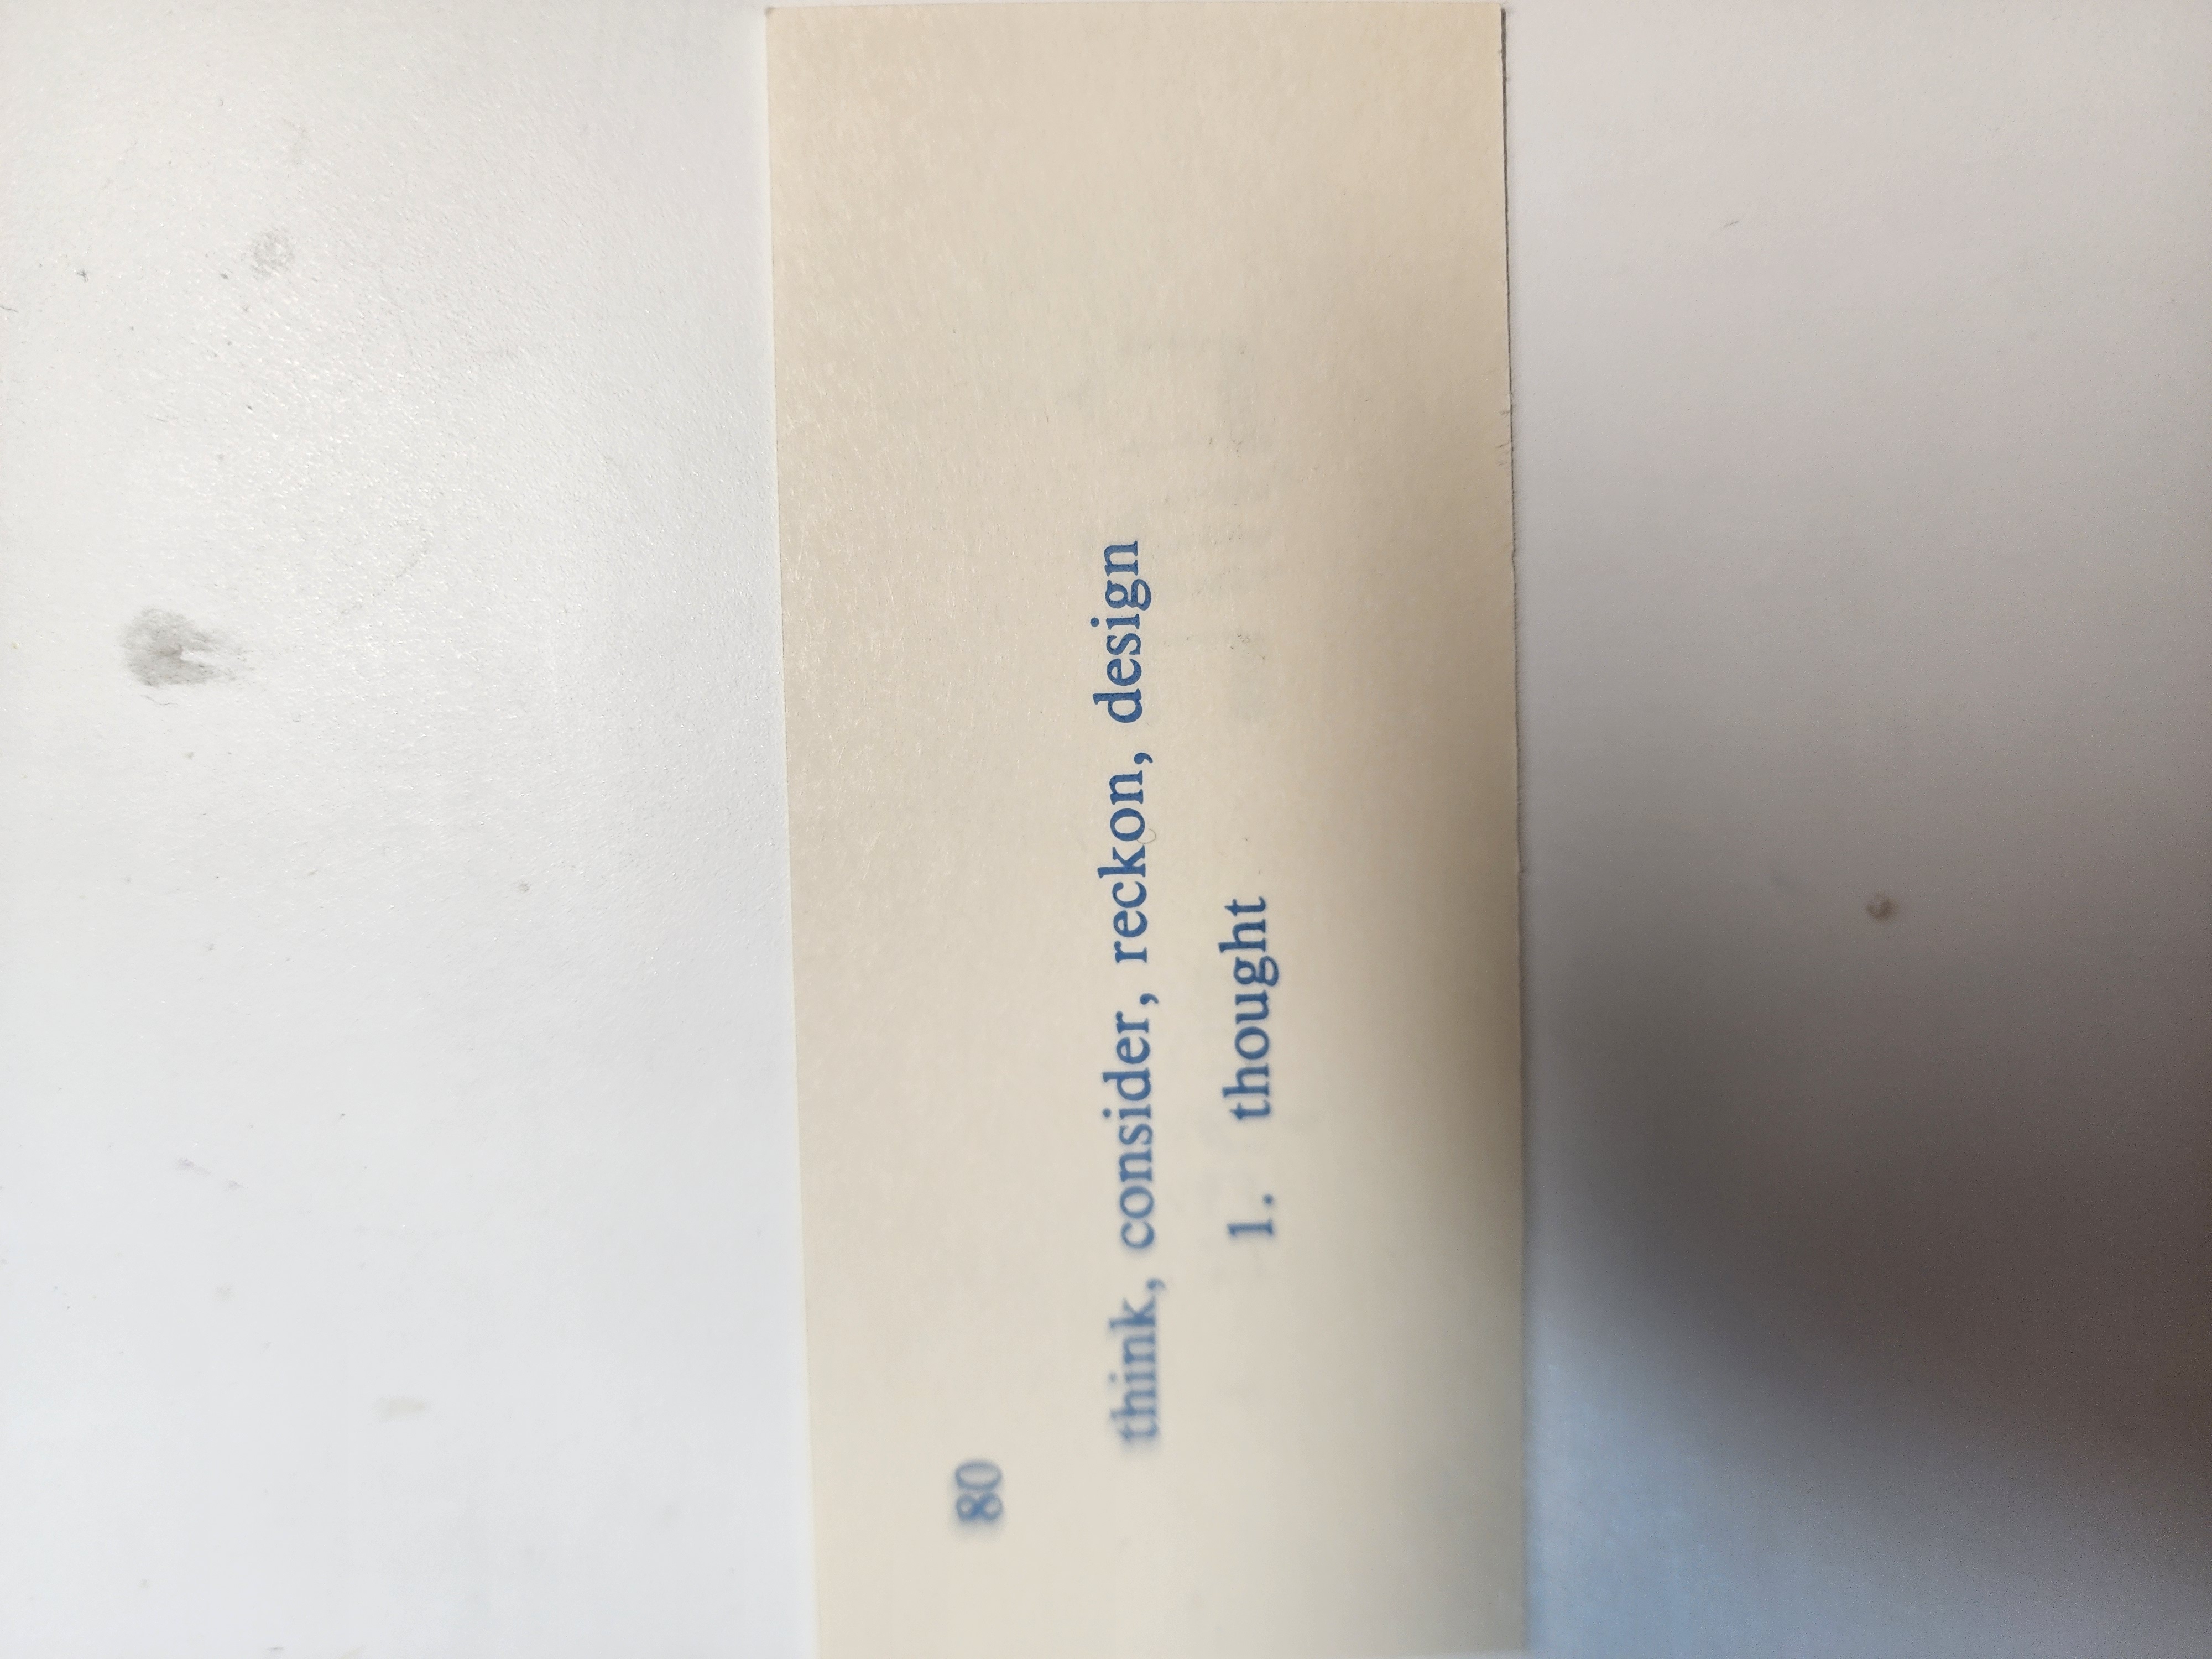 80
think, consider, reckon, design
1. thought